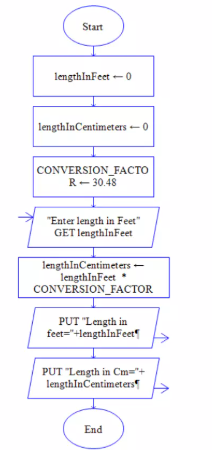 Start
lengthInFeet ← 0
lengthInCentimeters ← 0
CONVERSION_FACTO
R ← 30.48
"Enter length in Feet"
GET lengthInFeet
lengthInCentimeters ←
lengthInFeet *
CONVERSION_FACTOR
PUT "Length in
feet="+lengthInFeet¶
PUT "Length in Cm="+
lengthInCentimeters¶
End